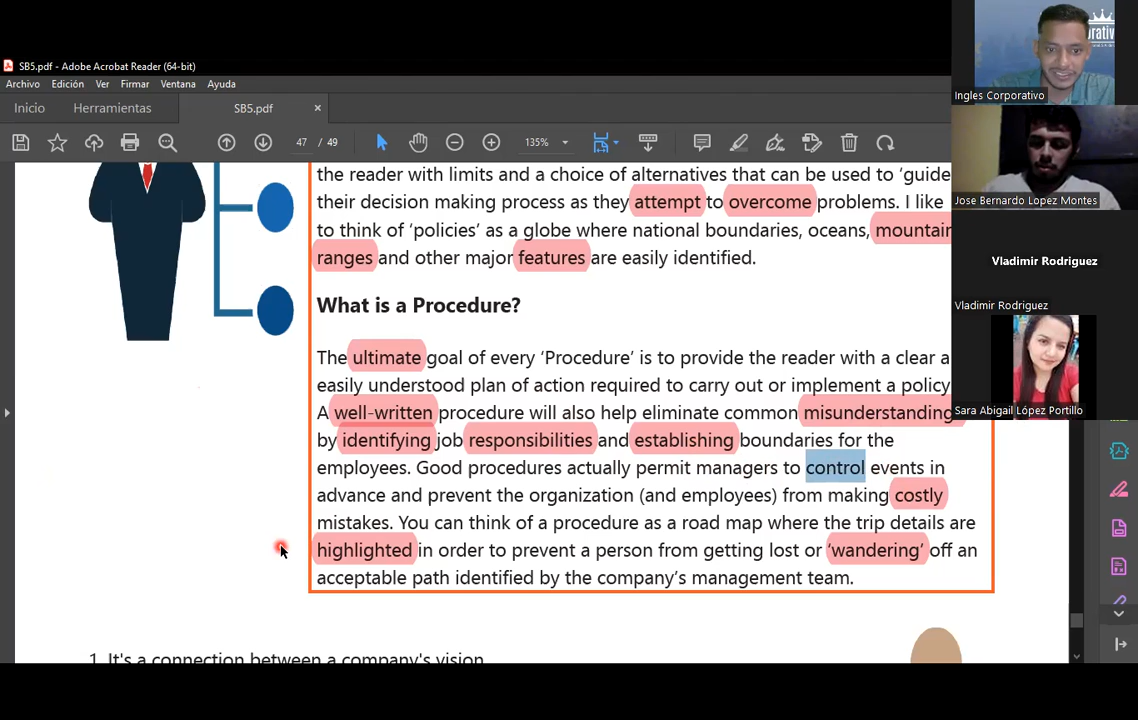 SB5.pdf - Adobe Acrobat Reader (64-bit)
Archivo Edición Ver Firmar Ventana Ayuda
Inicio Herramientas SB5.pdf ×
47 / 49 135%
the reader with limits and a choice of alternatives that can be used to 'guide
their decision making process as they attempt to overcome problems. I like
to think of 'policies' as a globe where national boundaries, oceans, mountain
ranges and other major features are easily identified.
What is a Procedure?
The ultimate goal of every 'Procedure' is to provide the reader with a clear a
easily understood plan of action required to carry out or implement a policy
A well-written procedure will also help eliminate common misunderstanding
by identifying job responsibilities and establishing boundaries for the
employees. Good procedures actually permit managers to control events in
advance and prevent the organization (and employees) from making costly
mistakes. You can think of a procedure as a road map where the trip details are
highlighted in order to prevent a person from getting lost or 'wandering' off an
acceptable path identified by the company's management team.
1. It's a connection between a company's vision
Ingles Corporativo
Jose Bernardo Lopez Montes
Vladimir Rodriguez
Vladimir Rodriguez
Sara Abigail López Portillo